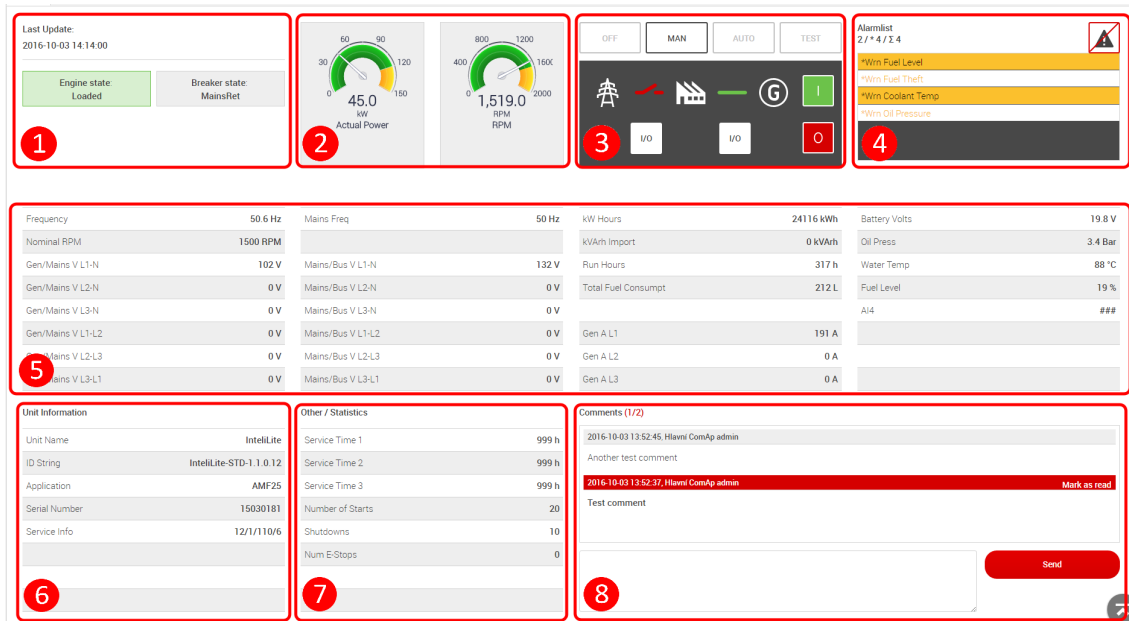 Last Update:
2016-10-03 14:14:00
Engine state:
Loaded
Breaker state:
MainsRet
1
0 30 60 90 120 150
45.0
kW
Actual Power
0 400 800 1200 1600 2000
1,519.0
RPM
RPM
2
OFF MAN AUTO TEST
G I
I/O I/O O
3
Alarmlist
2 / * 4 / Σ 4
*Wrn Fuel Level
*Wrn Fuel Theft
*Wrn Coolant Temp
*Wrn Oil Pressure
4
Frequency 50.6 Hz
Nominal RPM 1500 RPM
Gen/Mains V L1-N 102 V
Gen/Mains V L2-N 0 V
Gen/Mains V L3-N 0 V
Gen/Mains V L1-L2 0 V
Mains V L2-L3 0 V
Mains V L3-L1 0 V
5
Mains Freq 50 Hz
Mains/Bus V L1-N 132 V
Mains/Bus V L2-N 0 V
Mains/Bus V L3-N 0 V
Mains/Bus V L1-L2 0 V
Mains/Bus V L2-L3 0 V
Mains/Bus V L3-L1 0 V
kW Hours 24116 kWh
kVArh Import 0 kVArh
Run Hours 317 h
Total Fuel Consumpt 212 L
Gen A L1 191 A
Gen A L2 0 A
Gen A L3 0 A
Battery Volts 19.8 V
Oil Press 3.4 Bar
Water Temp 88 °C
Fuel Level 19 %
AI4 ###
Unit Information
Unit Name InteliLite
ID String InteliLite-STD-1.1.0.12
Application AMF25
Serial Number 15030181
Service Info 12/1/110/6
6
Other / Statistics
Service Time 1 999 h
Service Time 2 999 h
Service Time 3 999 h
Number of Starts 20
Shutdowns 10
Num E-Stops 0
7
Comments (1/2)
2016-10-03 13:52:45, Hlavní ComAp admin
Another test comment
2016-10-03 13:52:37, Hlavní ComAp admin Mark as read
Test comment
Send
8